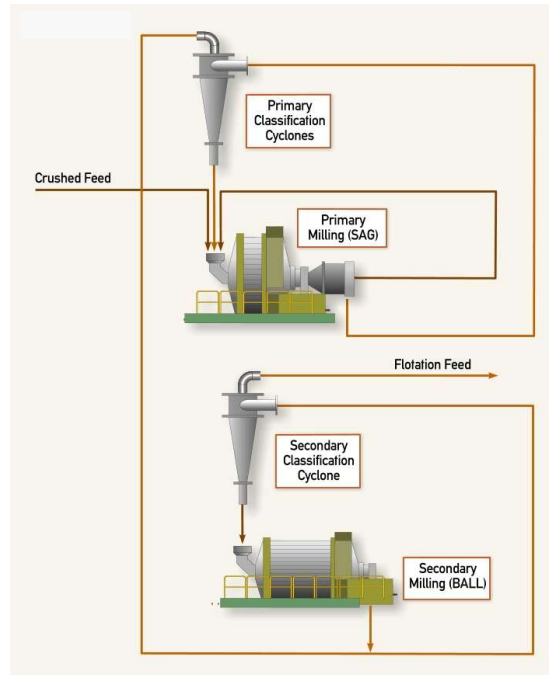 Primary
Classification
Cyclones
Crushed Feed
Primary
Milling (SAG)
Flotation Feed
Secondary
Classification
Cyclone
Secondary
Milling (BALL)